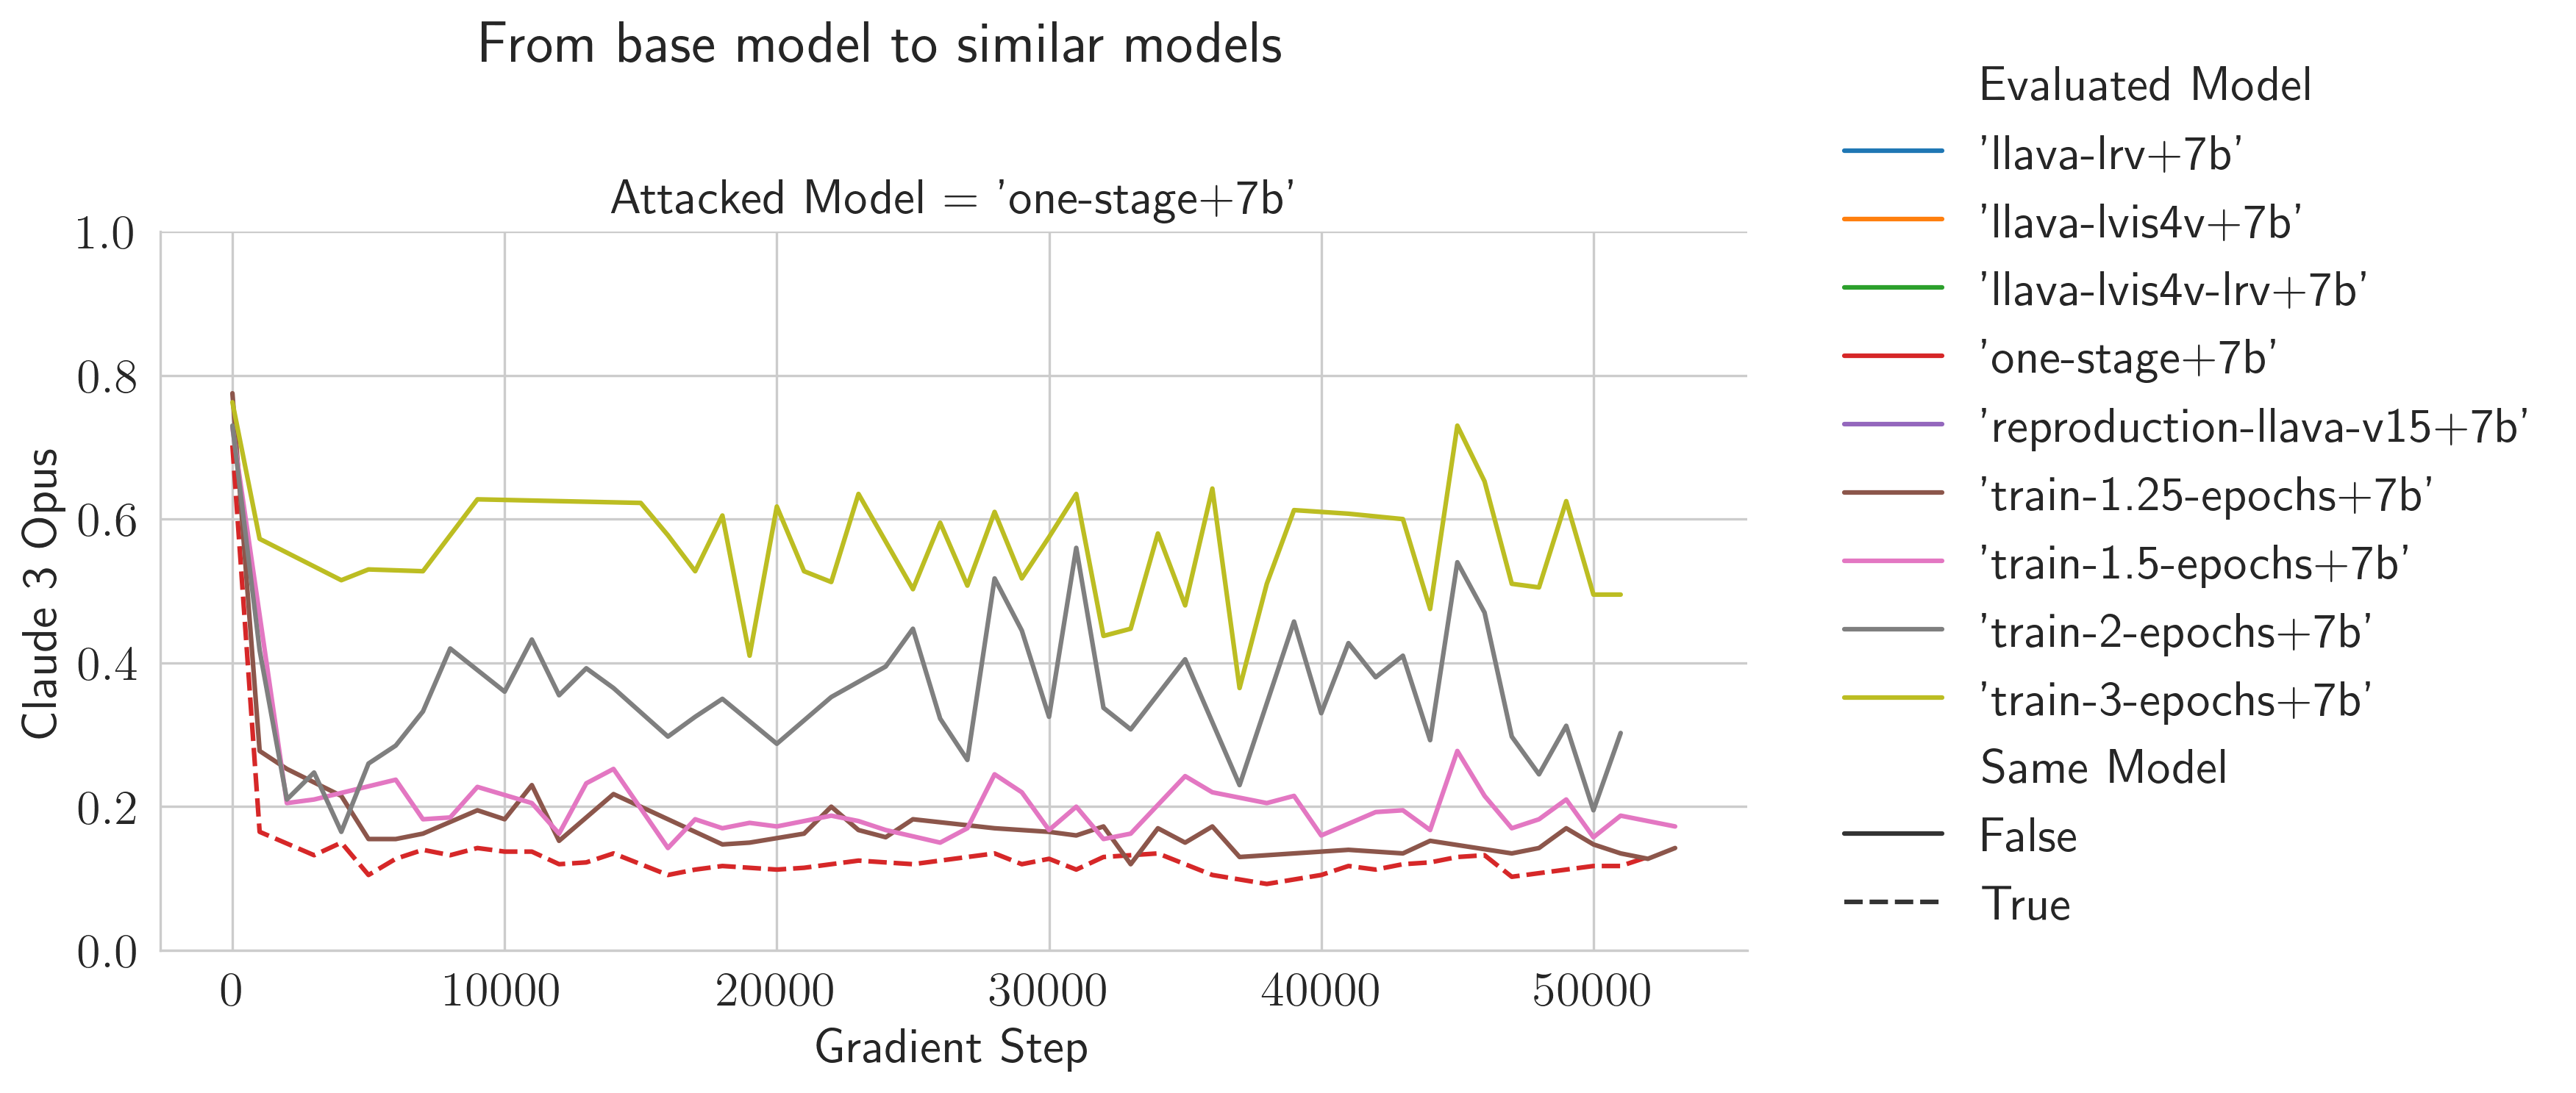 From base model to similar models
Attacked Model = 'one-stage+7b'
Claude 3 Opus
1.0
0.8
0.6
0.4
0.2
0.0
0 10000 20000 30000 40000 50000
Gradient Step
Evaluated Model
'llava-lrv+7b'
'llava-lvis4v+7b'
'llava-lvis4v-lrv+7b'
'one-stage+7b'
'reproduction-llava-v15+7b'
'train-1.25-epochs+7b'
'train-1.5-epochs+7b'
'train-2-epochs+7b'
'train-3-epochs+7b'
Same Model
False
True